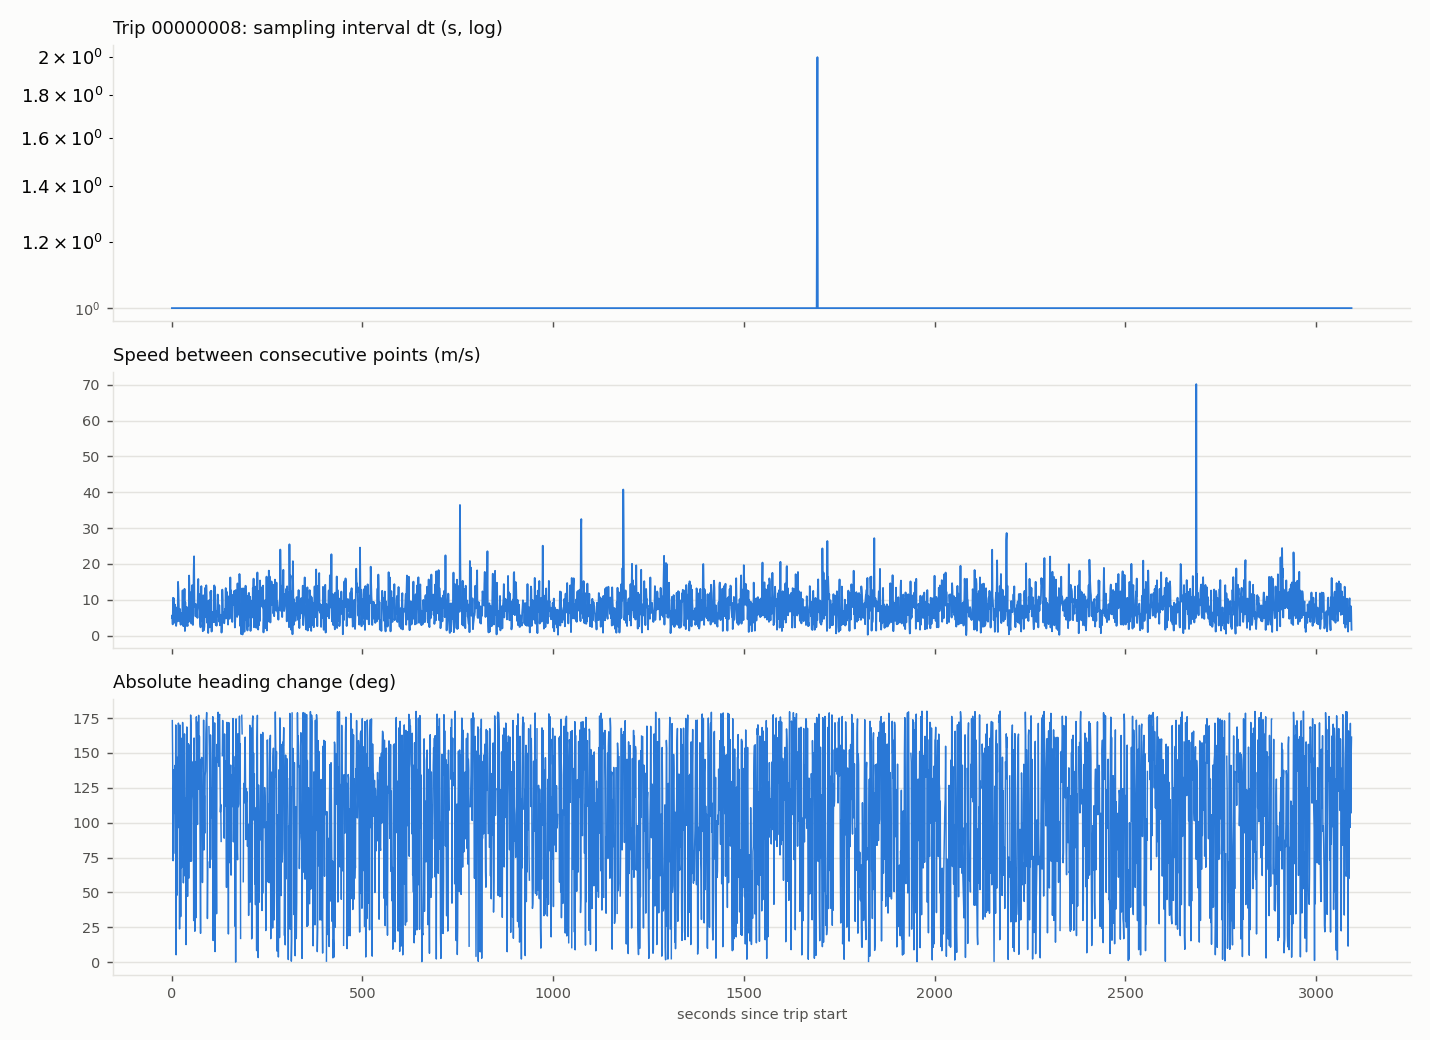 Trip 00000008: sampling interval dt (s, log)
2 × 10⁰
1.8 × 10⁰
1.6 × 10⁰
1.4 × 10⁰
1.2 × 10⁰
10⁰
Speed between consecutive points (m/s)
70
60
50
40
30
20
10
0
Absolute heading change (deg)
175
150
125
100
75
50
25
0
0 500 1000 1500 2000 2500 3000
seconds since trip start